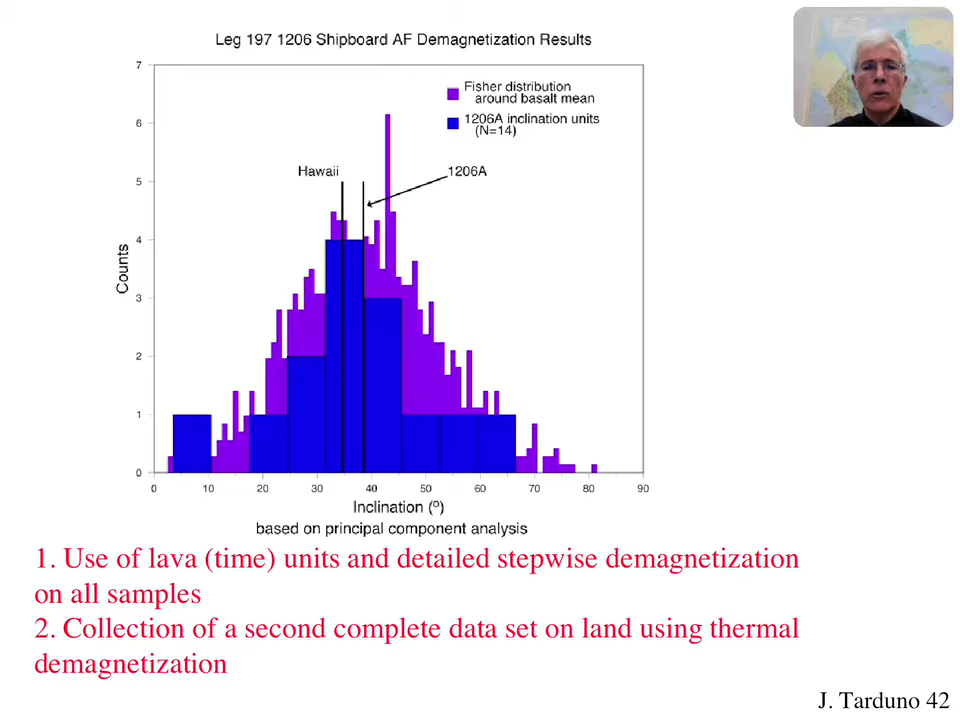 Leg 197 1206 Shipboard AF Demagnetization Results
7
6
5
4
3
2
1
0
Counts
Fisher distribution
around basalt mean
1206A inclination units
(N=14)
Hawaii
1206A
0 10 20 30 40 50 60 70 80 90
Inclination (º)
based on principal component analysis
1. Use of lava (time) units and detailed stepwise demagnetization
on all samples
2. Collection of a second complete data set on land using thermal
demagnetization
J. Tarduno 42